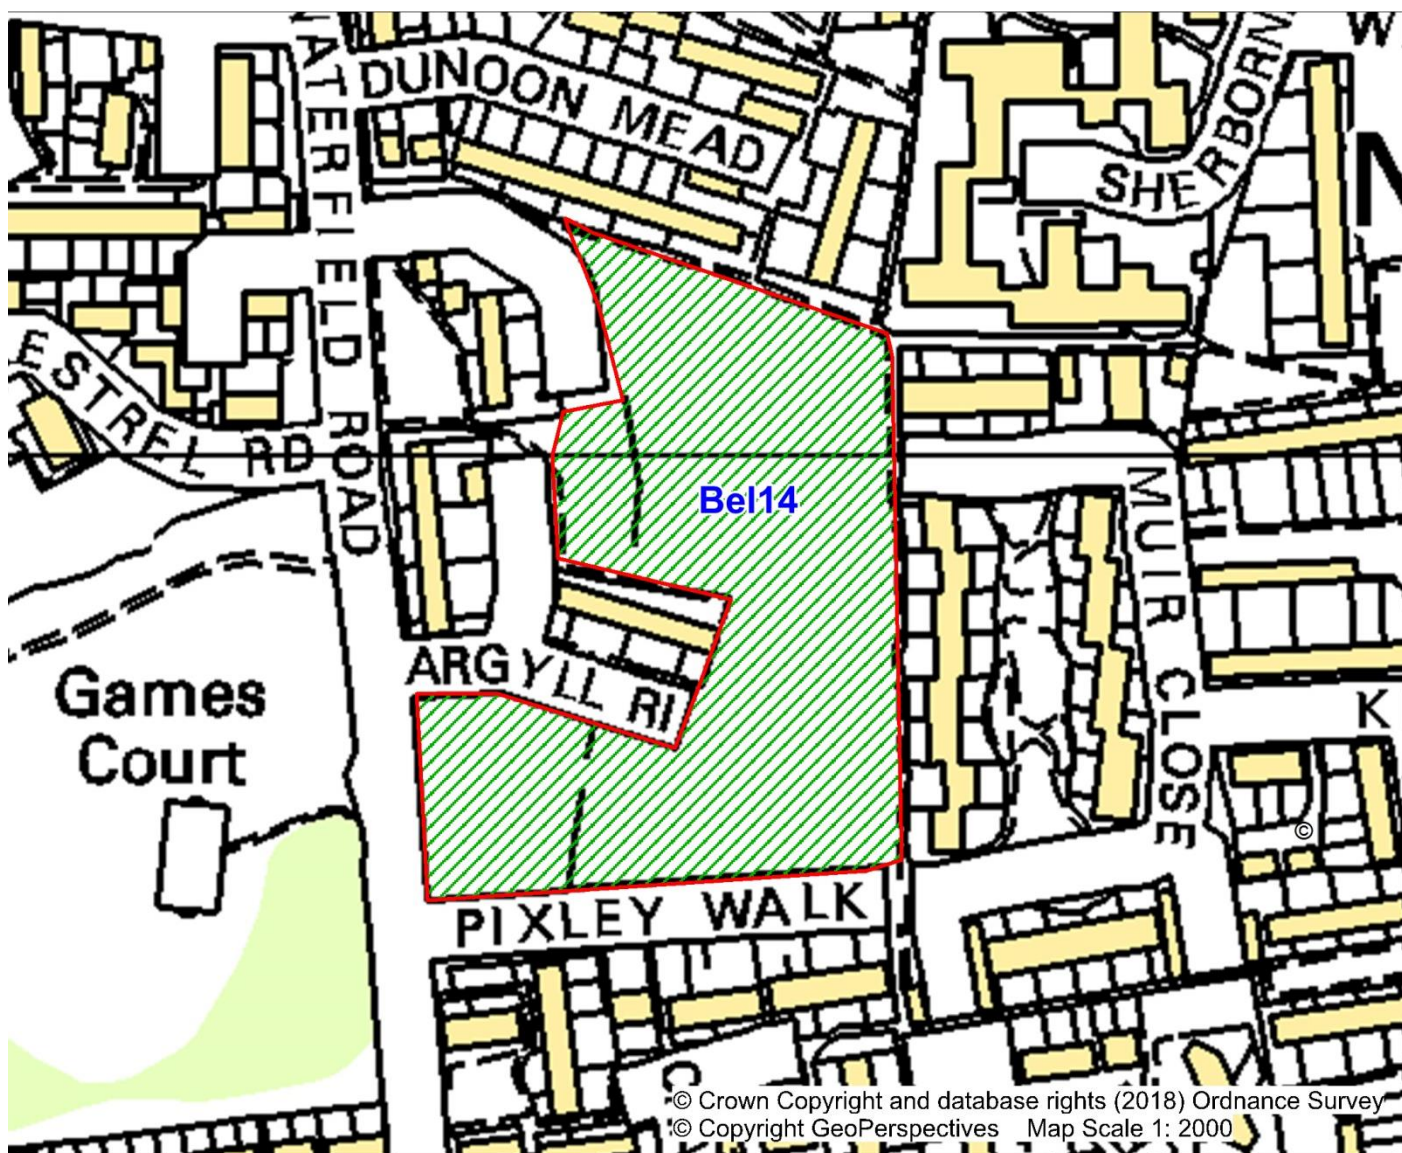 DUNOON MEAD
SHERBORN
ATERFIELD ROAD
ESTREL RD
Bel14
MUIR CLOSE
ARGYLL RI
Games
Court
K
©
PIXLEY WALK
© Crown Copyright and database rights (2018) Ordnance Survey
© Copyright GeoPerspectives Map Scale 1: 2000